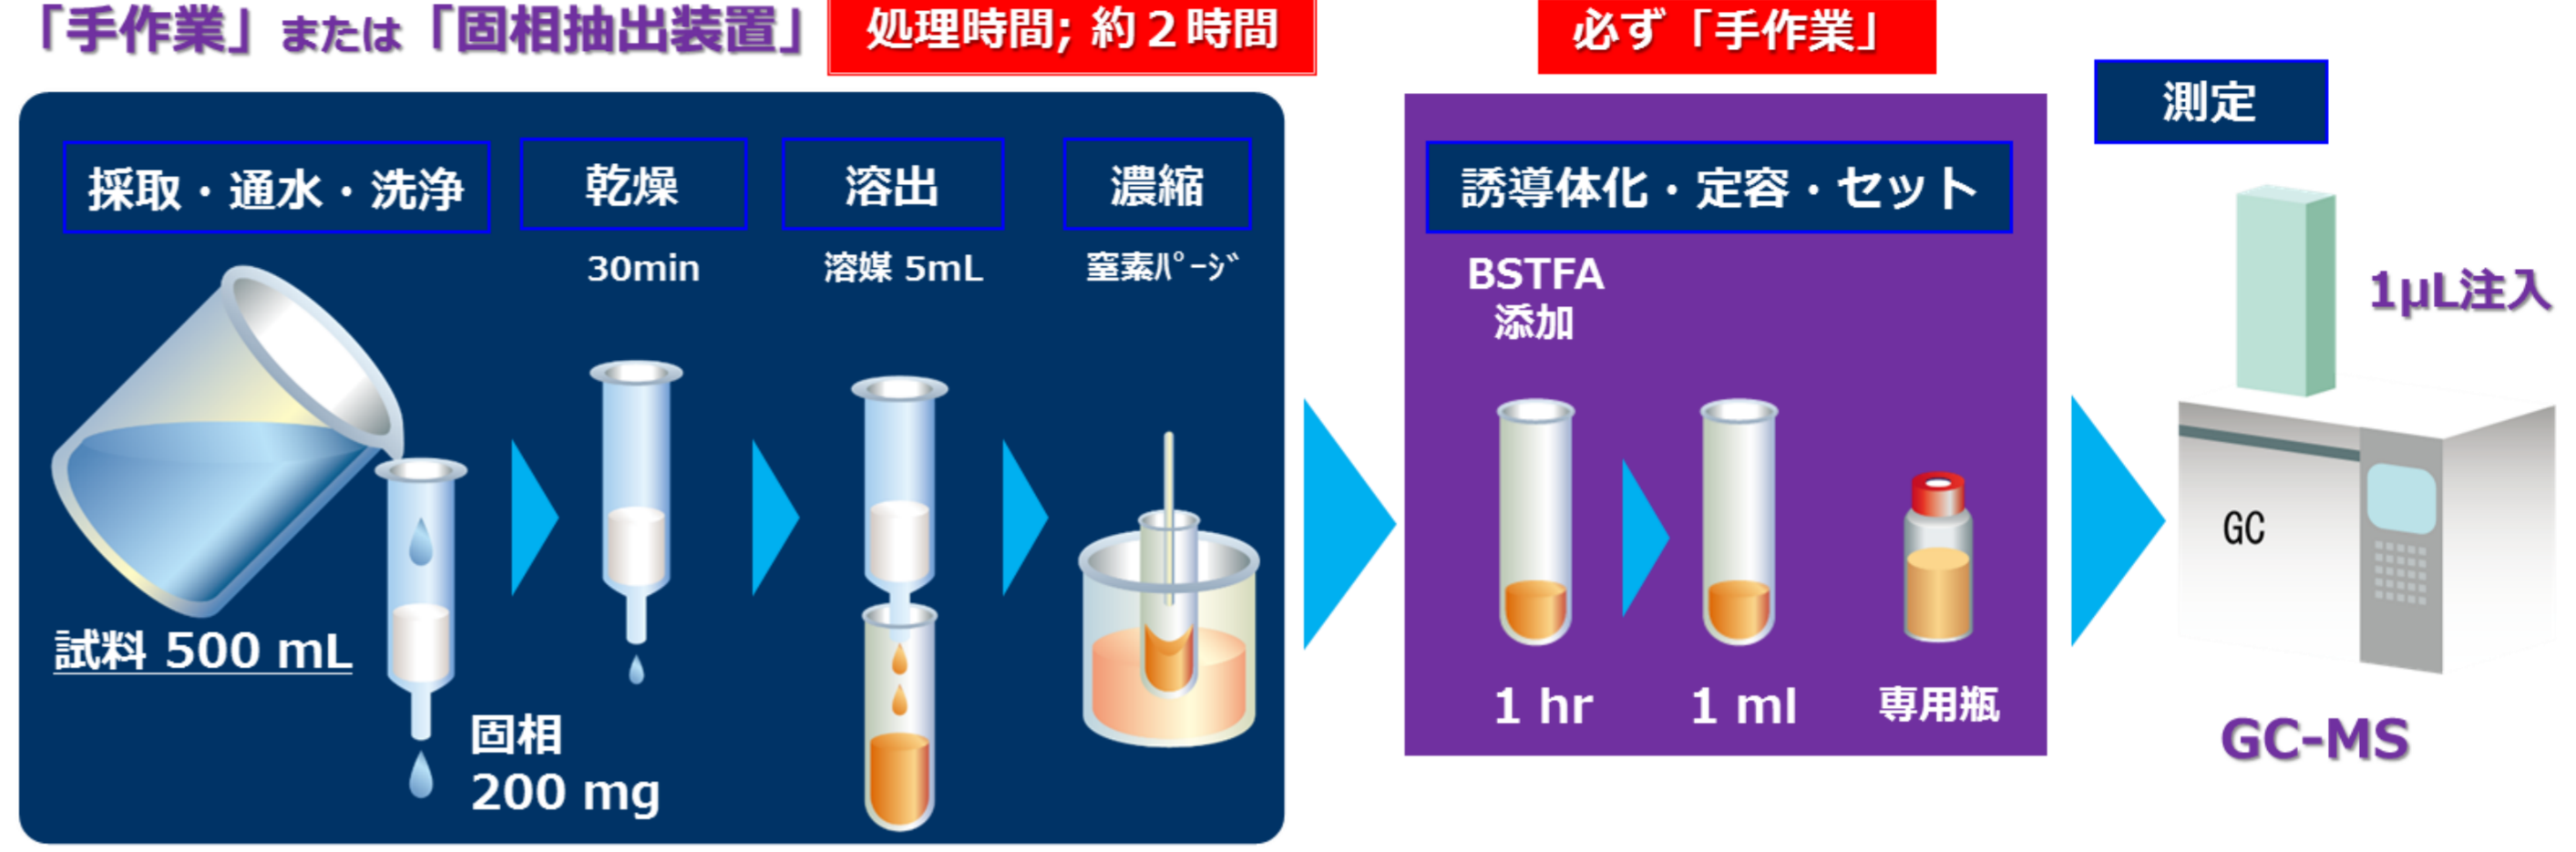 「手作業」または「固相抽出装置」
処理時間; 約２時間
必ず「手作業」
測定
採取・通水・洗浄
乾燥
溶出
濃縮
誘導体化・定容・セット
30min
溶媒 5mL
窒素ﾊﾟｰｼﾞ
BSTFA
添加
1µL注入
試料 500 mL
固相
200 mg
1 hr
1 ml
専用瓶
GC
GC-MS